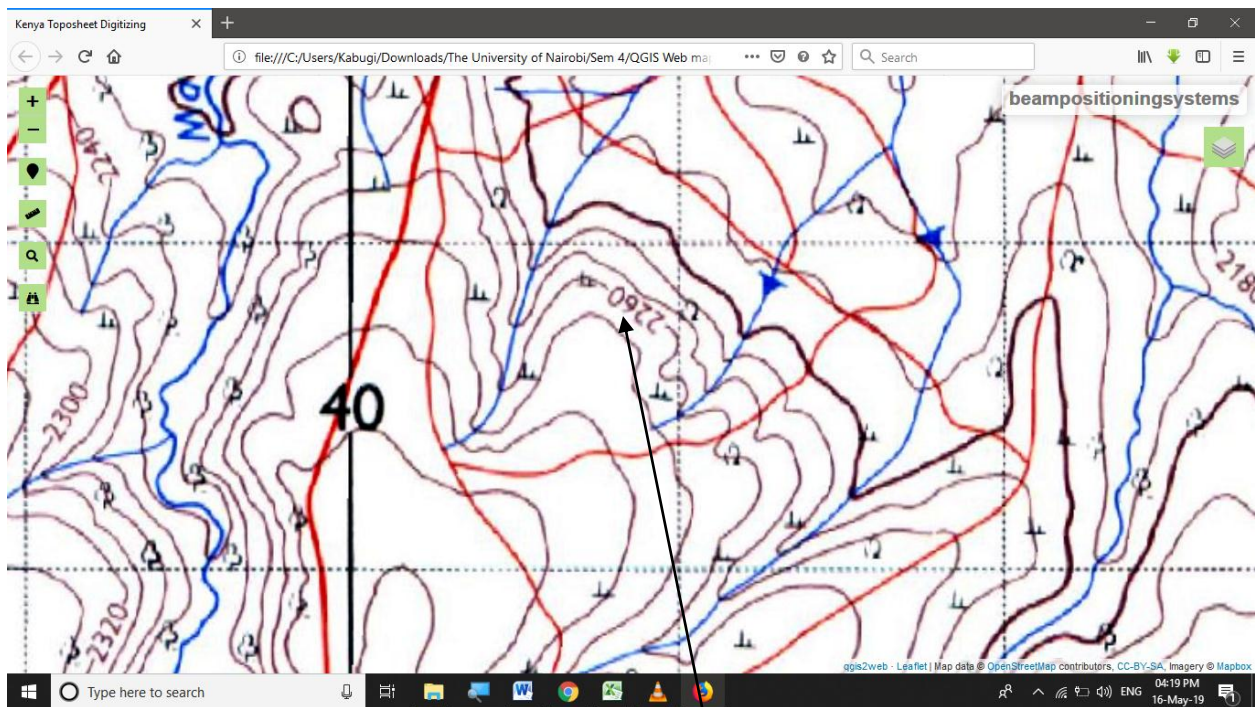 Kenya Toposheet Digitizing
file:///C:/Users/Kabugi/Downloads/The University of Nairobi/Sem 4/QGIS Web ma
Search
beampositioningsystems
2240
2180
2260
2300
40
2320
qgis2web · Leaflet | Map data © OpenStreetMap contributors, CC-BY-SA, Imagery © Mapbox
Type here to search
ENG
04:19 PM
16-May-19
1